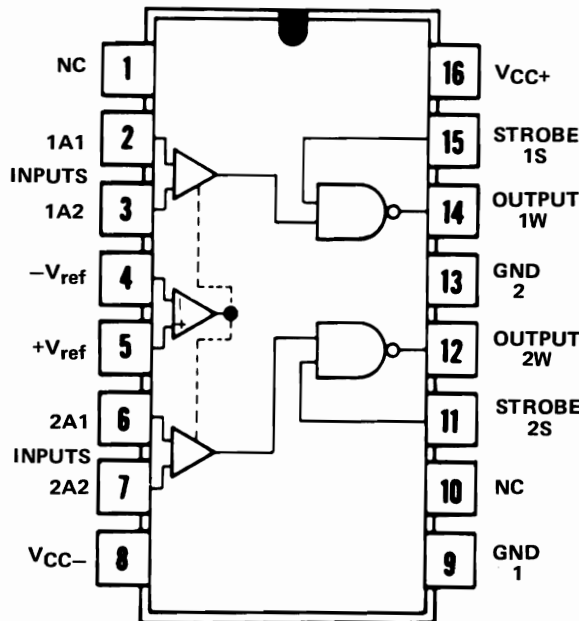 NC 1
1A1 2
INPUTS
1A2 3
−Vref 4
+Vref 5
2A1 6
INPUTS
2A2 7
VCC− 8
16 VCC+
15 STROBE
1S
14 OUTPUT
1W
13 GND
2
12 OUTPUT
2W
11 STROBE
2S
10 NC
9 GND
1
−
+